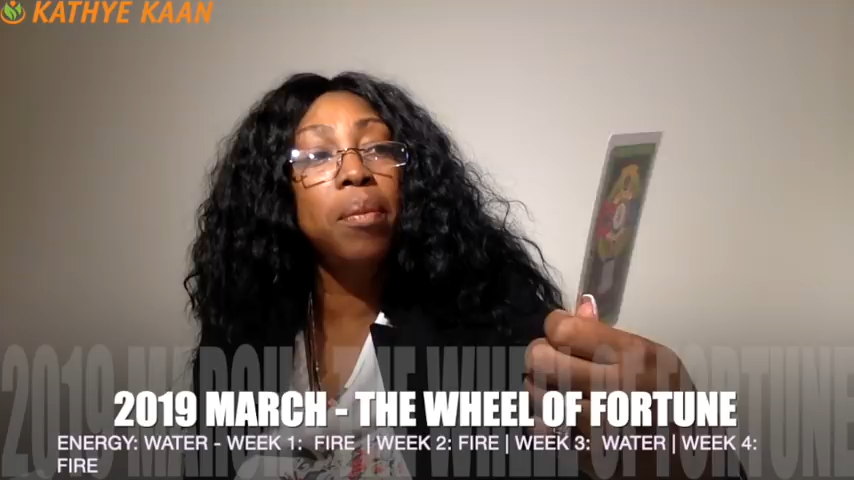 KATHYE KAAN
2019 MARCH - THE WHEEL OF FORTUNE
2019 MARCH - THE WHEEL OF FORTUNE
ENERGY: WATER - WEEK 1: FIRE | WEEK 2: FIRE | WEEK 3: WATER | WEEK 4:
FIRE